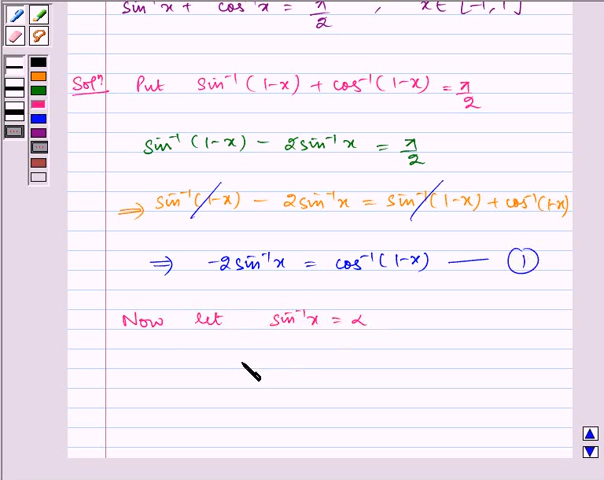 sin⁻¹x + cos⁻¹x = π/2 , x ∈ [-1, 1]
Solⁿ Put sin⁻¹ (1-x) + cos⁻¹ (1-x) = π/2
sin⁻¹ (1-x) - 2sin⁻¹x = π/2
⇒ sin⁻¹(1-x) - 2sin⁻¹x = sin⁻¹(1-x) + cos⁻¹(1-x)
⇒ -2sin⁻¹x = cos⁻¹(1-x) — ①
Now let sin⁻¹x = α